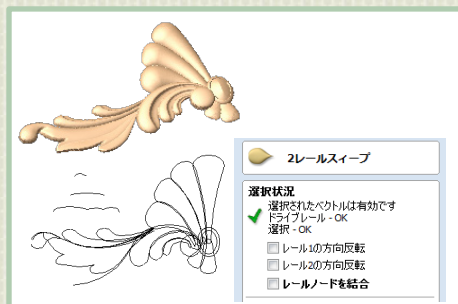 2レールスィープ
選択状況
選択されたベクトルは有効です
ドライブレール - OK
選択 - OK
レール1の方向反転
レール2の方向反転
レールノードを結合